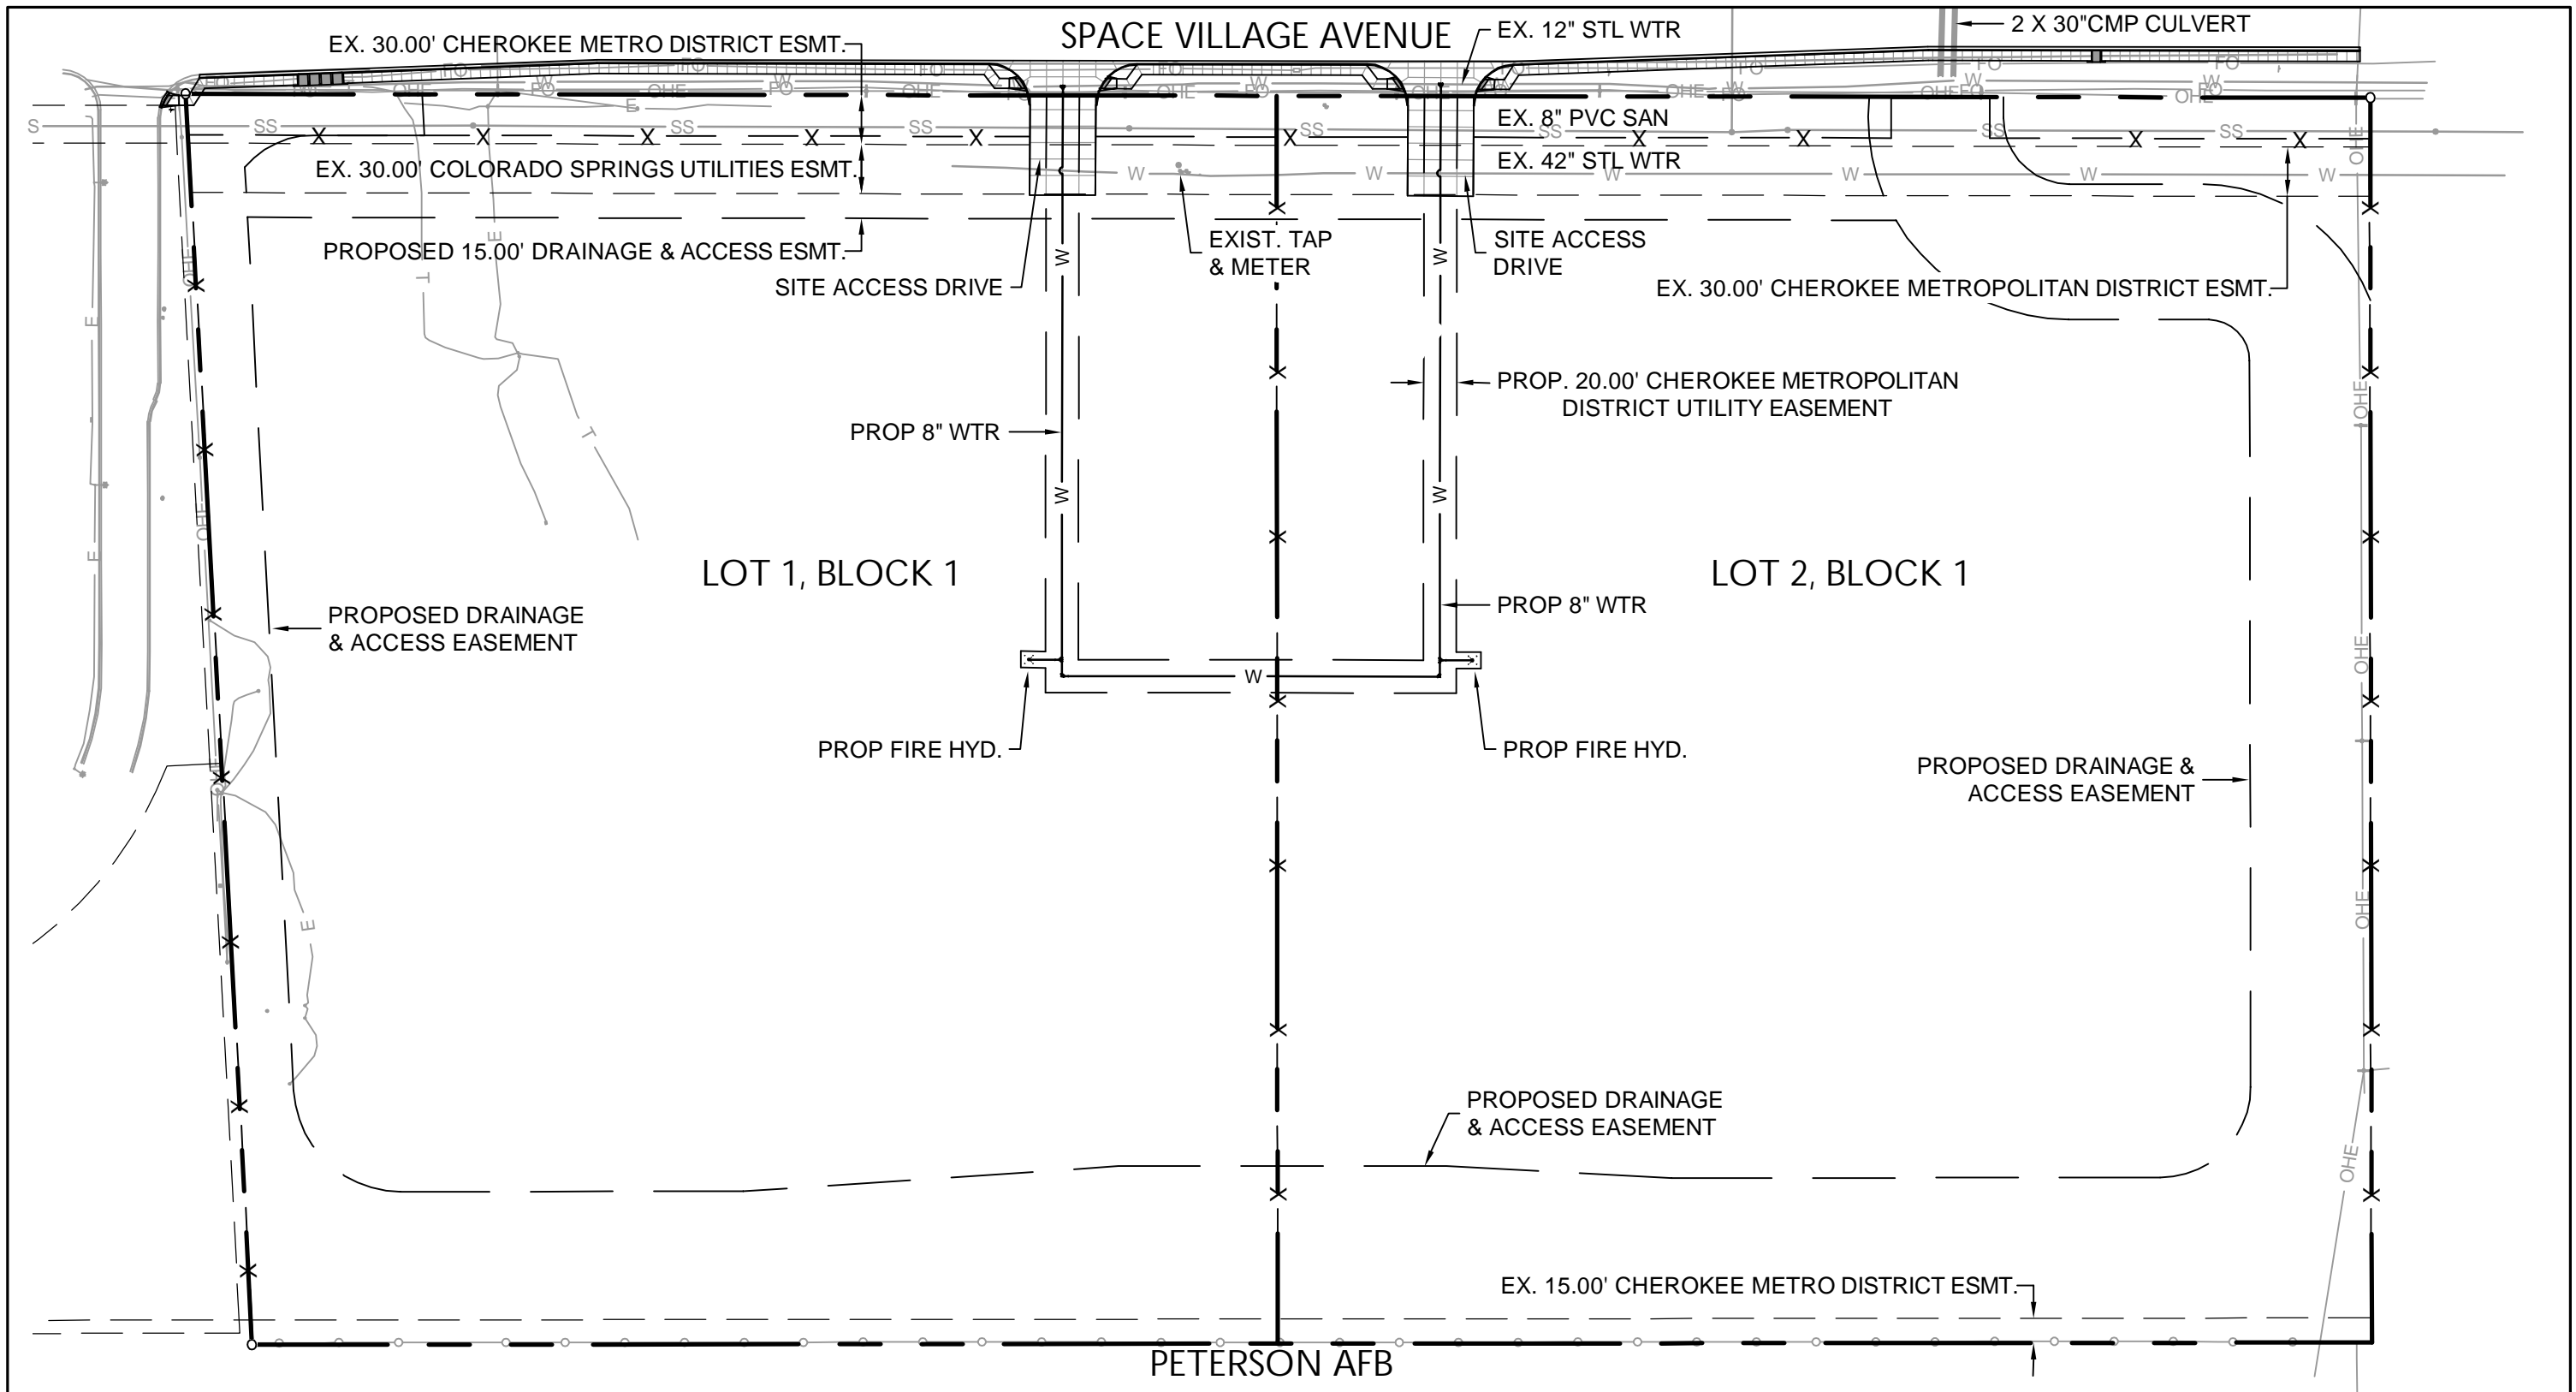 SPACE VILLAGE AVENUE
EX. 30.00' CHEROKEE METRO DISTRICT ESMT.
EX. 12" STL WTR
2 X 30"CMP CULVERT
EX. 8" PVC SAN
EX. 30.00' COLORADO SPRINGS UTILITIES ESMT.
EX. 42" STL WTR
PROPOSED 15.00' DRAINAGE & ACCESS ESMT.
SITE ACCESS DRIVE
EXIST. TAP
& METER
SITE ACCESS
DRIVE
EX. 30.00' CHEROKEE METROPOLITAN DISTRICT ESMT.
PROP. 20.00' CHEROKEE METROPOLITAN
DISTRICT UTILITY EASEMENT
PROP 8" WTR
LOT 1, BLOCK 1
LOT 2, BLOCK 1
PROPOSED DRAINAGE
& ACCESS EASEMENT
PROP 8" WTR
PROP FIRE HYD.
PROP FIRE HYD.
PROPOSED DRAINAGE &
ACCESS EASEMENT
PROPOSED DRAINAGE
& ACCESS EASEMENT
EX. 15.00' CHEROKEE METRO DISTRICT ESMT.
PETERSON AFB